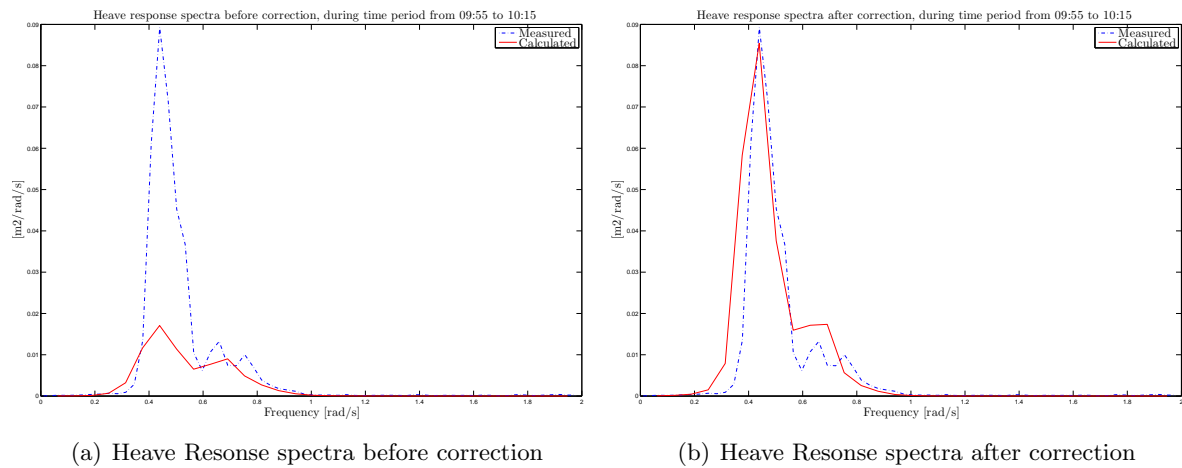 Heave response spectra before correction, during time period from 09:55 to 10:15
0.09
0.08
0.07
0.06
0.05
0.04
0.03
0.02
0.01
0
[m2/rad/s]
Measured
Calculated
0 0.2 0.4 0.6 0.8 1 1.2 1.4 1.6 1.8 2
Frequency [rad/s]
(a) Heave Resonse spectra before correction
Heave response spectra after correction, during time period from 09:55 to 10:15
0.09
0.08
0.07
0.06
0.05
0.04
0.03
0.02
0.01
0
[m2/rad/s]
Measured
Calculated
0 0.2 0.4 0.6 0.8 1 1.2 1.4 1.6 1.8 2
Frequency [rad/s]
(b) Heave Resonse spectra after correction